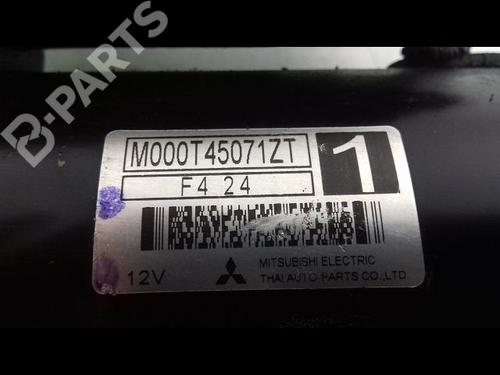 B-PARTS
M000T45071ZT
1
F4 24
12V
MITSUBISHI ELECTRIC
THAI AUTO-PARTS CO.,LTD.